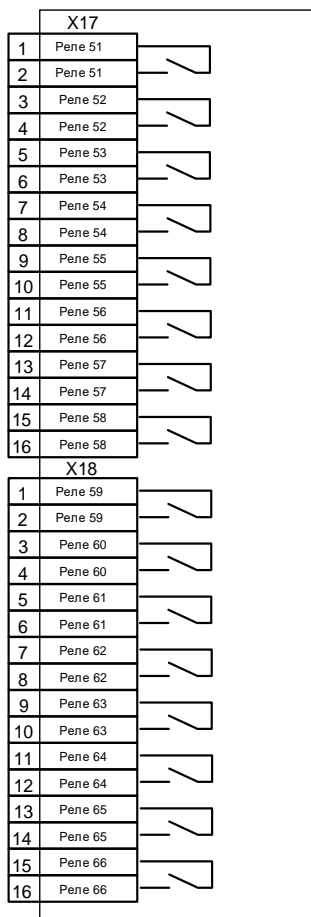 X17
1 Реле 51
2 Реле 51
3 Реле 52
4 Реле 52
5 Реле 53
6 Реле 53
7 Реле 54
8 Реле 54
9 Реле 55
10 Реле 55
11 Реле 56
12 Реле 56
13 Реле 57
14 Реле 57
15 Реле 58
16 Реле 58
X18
1 Реле 59
2 Реле 59
3 Реле 60
4 Реле 60
5 Реле 61
6 Реле 61
7 Реле 62
8 Реле 62
9 Реле 63
10 Реле 63
11 Реле 64
12 Реле 64
13 Реле 65
14 Реле 65
15 Реле 66
16 Реле 66